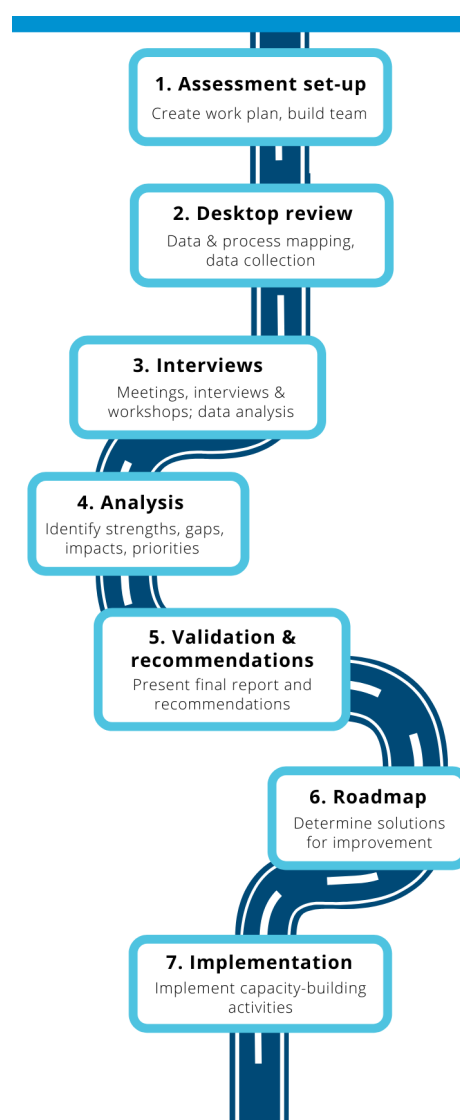 1. Assessment set-up
Create work plan, build team
2. Desktop review
Data & process mapping,
data collection
3. Interviews
Meetings, interviews &
workshops; data analysis
4. Analysis
Identify strengths, gaps,
impacts, priorities
5. Validation &
recommendations
Present final report and
recommendations
6. Roadmap
Determine solutions
for improvement
7. Implementation
Implement capacity-building
activities